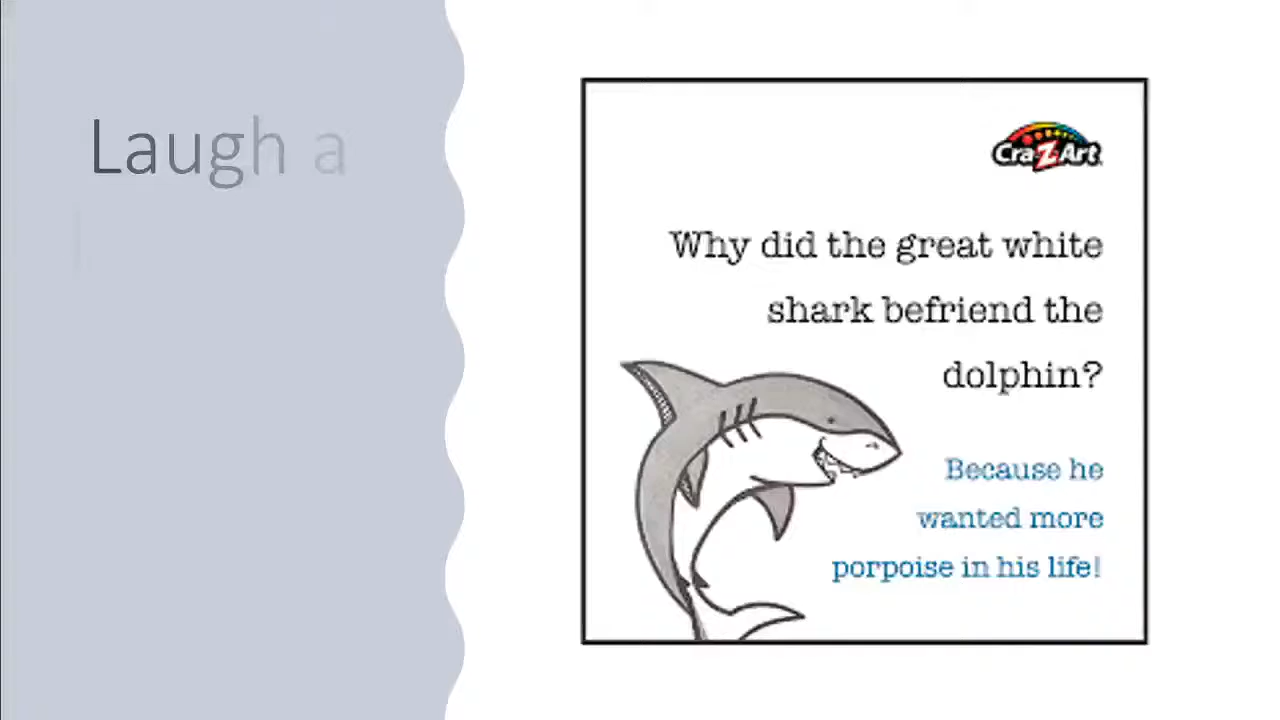 Laugh a
Cra-Z-Art
Why did the great white
shark befriend the
dolphin?
Because he
wanted more
porpoise in his life!